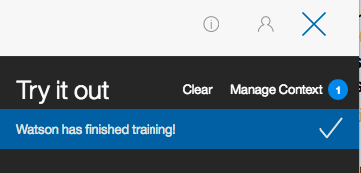 Try it out Clear Manage Context 1
Watson has finished training!